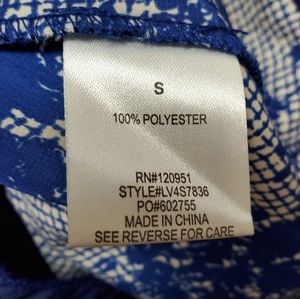 S
100% POLYESTER
RN#120951
STYLE#LV4S7836
PO#602755
MADE IN CHINA
SEE REVERSE FOR CARE